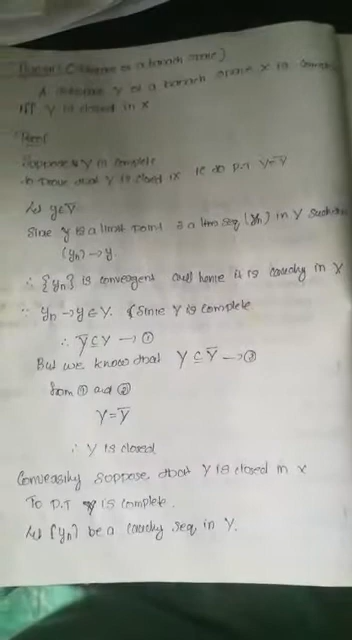 Theorem (Subspace of a banach space)
A subspace Y of a banach space X is complete
iff Y is closed in X
Proof
Suppose Y is complete
To prove that Y is closed ix ie to P.T Y=Y̅
Let y∈Y̅
Since y is a limit point ∃ a seq (yn) in Y such that
(yn)→y.
∴ {yn} is convergent and hence it is cauchy in X
∵ yn→y∈Y. (Since Y is complete
∴ Y̅⊆Y →①
But we know that Y⊆Y̅ →②
from ① and ②
Y=Y̅
∴ Y is closed
Conversily suppose that Y is closed in X
To P.T Y is complete.
Let {yn} be a cauchy seq in Y.